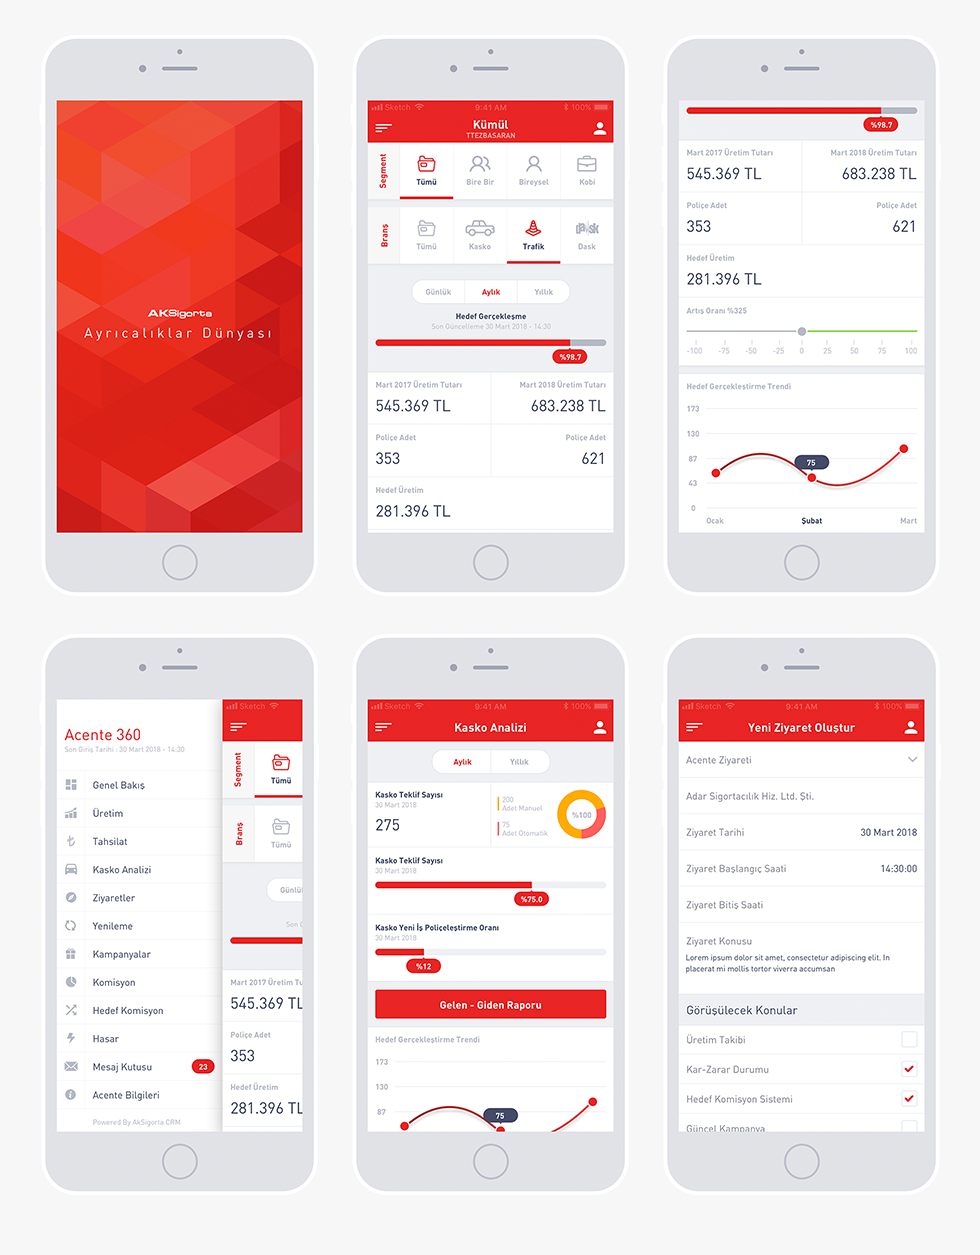 AKSigorta
Ayrıcalıklar Dünyası
Sketch 9:41 AM 100%
Kümül
TTEZBASARAN
Segment
Tümü Bire Bir Bireysel Kobi
Branş
Tümü Kasko Trafik Dask
Günlük Aylık Yıllık
Hedef Gerçekleşme
Son Güncelleme 30 Mart 2018 - 14:30
%98.7
Mart 2017 Üretim Tutarı Mart 2018 Üretim Tutarı
545.369 TL 683.238 TL
Poliçe Adet Poliçe Adet
353 621
Hedef Üretim
281.396 TL
%98.7
Mart 2017 Üretim Tutarı Mart 2018 Üretim Tutarı
545.369 TL 683.238 TL
Poliçe Adet Poliçe Adet
353 621
Hedef Üretim
281.396 TL
Artış Oranı %325
-100 -75 -50 -25 0 25 50 75 100
Hedef Gerçekleştirme Trendi
173
130
87
75
43
0
Ocak Şubat Mart
Acente 360
Son Giriş Tarihi : 30 Mart 2018 - 14:30
Genel Bakış
Üretim
Tahsilat
Kasko Analizi
Ziyaretler
Yenileme
Kampanyalar
Komisyon
Hedef Komisyon
Hasar
Mesaj Kutusu 23
Acente Bilgileri
Powered By AkSigorta CRM
Sketch
Segment
Tümü
Branş
Tümü
Günlü
Son G
Mart 2017 Üretim Tu
545.369 TL
Poliçe Adet
353
Hedef Üretim
281.396 TL
Sketch 9:41 AM 100%
Kasko Analizi
Aylık Yıllık
Kasko Teklif Sayısı
30 Mart 2018
275
200
Adet Manuel
75
Adet Otomatik
%100
Kasko Teklif Sayısı
30 Mart 2018
%75.0
Kasko Yeni İş Poliçeleştirme Oranı
30 Mart 2018
%12
Gelen - Giden Raporu
Hedef Gerçekleştirme Trendi
173
130
87
75
Sketch 9:41 AM 100%
Yeni Ziyaret Oluştur
Acente Ziyareti
Adar Sigortacılık Hiz. Ltd. Şti.
Ziyaret Tarihi 30 Mart 2018
Ziyaret Başlangıç Saati 14:30:00
Ziyaret Bitiş Saati
Ziyaret Konusu
Lorem ipsum dolor sit amet, consectetur adipiscing elit. In
placerat mi mollis tortor viverra accumsan
Görüşülecek Konular
Üretim Takibi
Kar-Zarar Durumu
Hedef Komisyon Sistemi
Güncel Kampanya